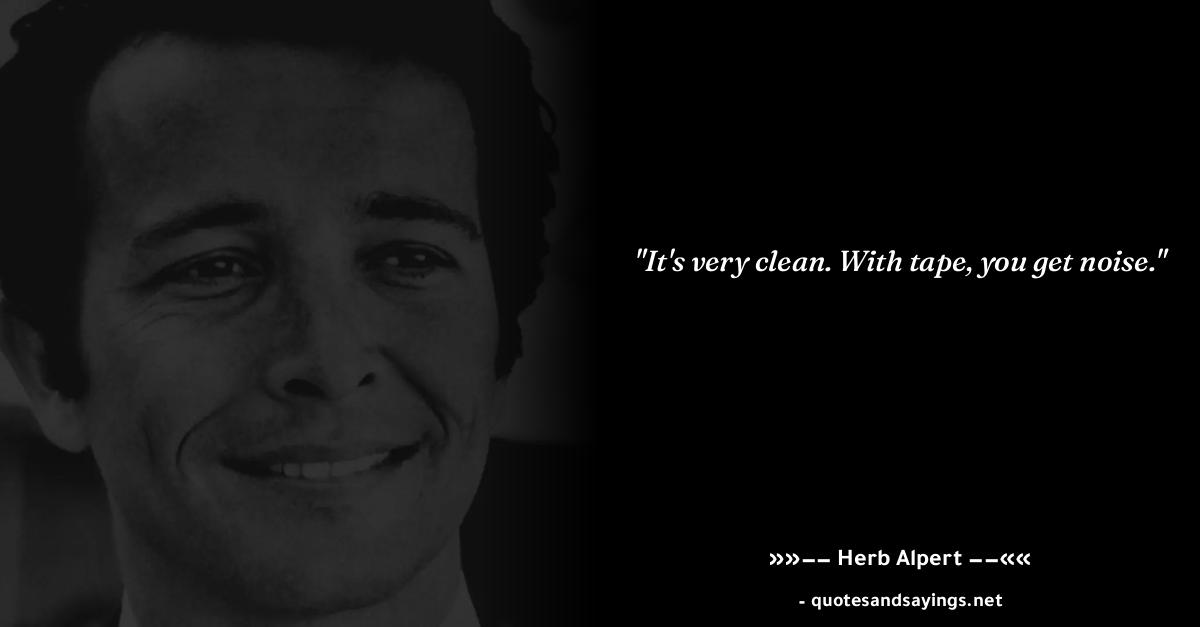 "It's very clean. With tape, you get noise."
»»–– Herb Alpert ––««
- quotesandsayings.net